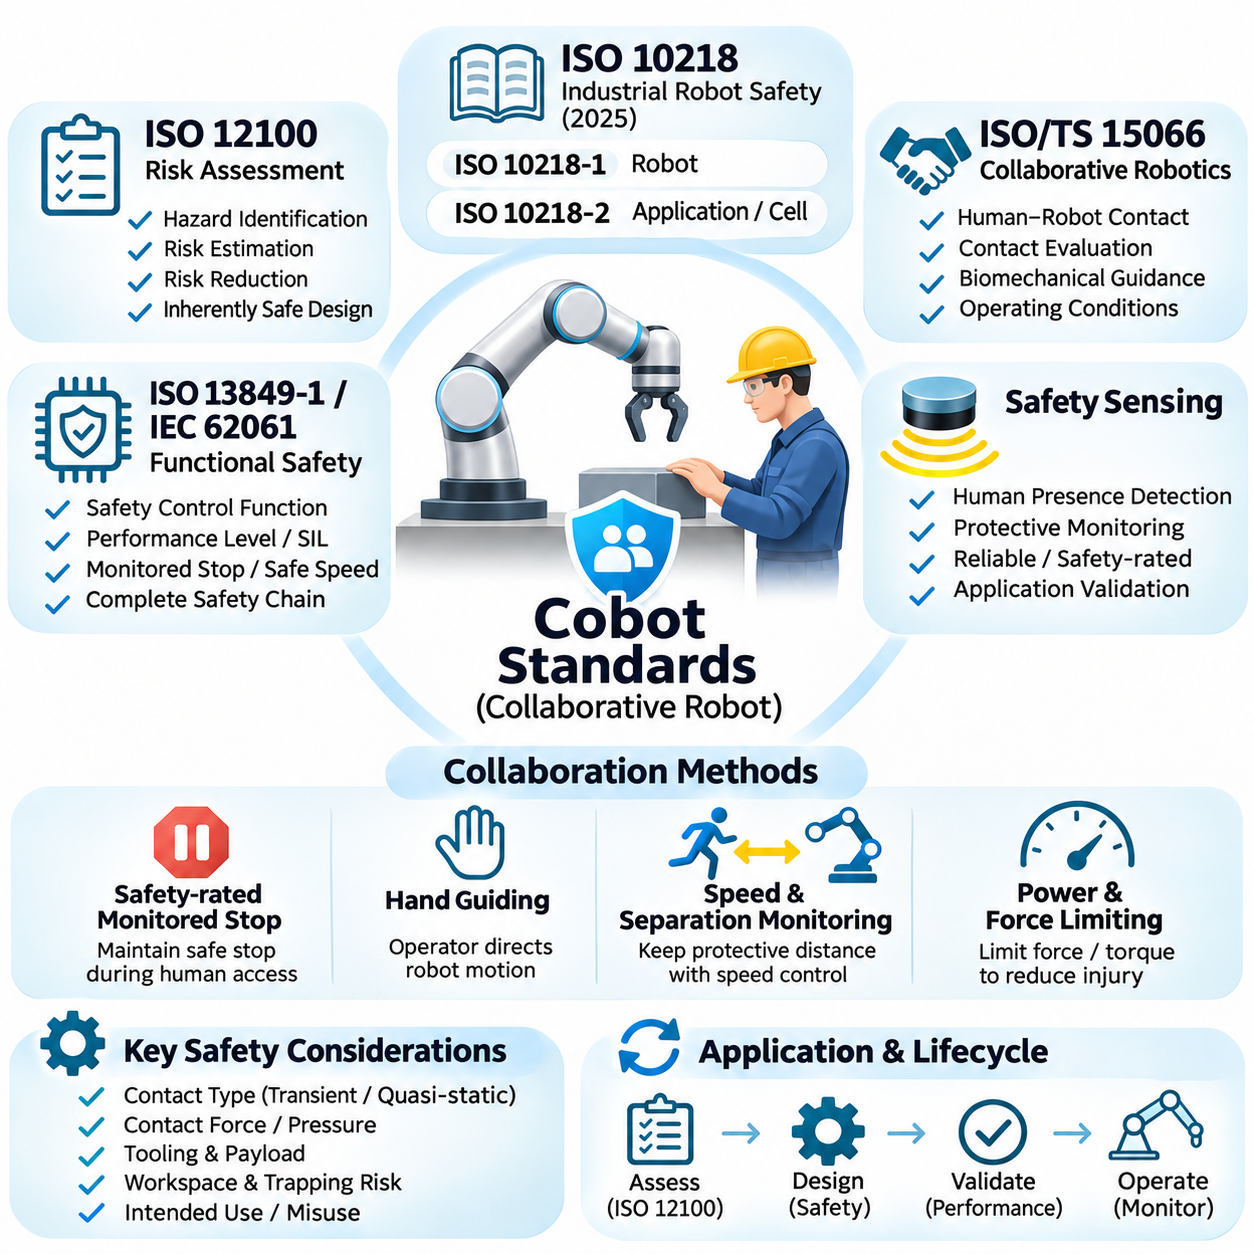 ISO 10218
Industrial Robot Safety
(2025)
ISO 10218-1 Robot
ISO 10218-2 Application / Cell
ISO 12100
Risk Assessment
Hazard Identification
Risk Estimation
Risk Reduction
Inherently Safe Design
ISO/TS 15066
Collaborative Robotics
Human–Robot Contact
Contact Evaluation
Biomechanical Guidance
Operating Conditions
ISO 13849-1 /
IEC 62061
Functional Safety
Safety Control Function
Performance Level / SIL
Monitored Stop / Safe Speed
Complete Safety Chain
Safety Sensing
Human Presence Detection
Protective Monitoring
Reliable / Safety-rated
Application Validation
Cobot
Standards
(Collaborative Robot)
Collaboration Methods
Safety-rated
Monitored Stop
Maintain safe stop
during human access
Hand Guiding
Operator directs
robot motion
Speed &
Separation Monitoring
Keep protective distance
with speed control
Power &
Force Limiting
Limit force / torque
to reduce injury
Key Safety Considerations
Contact Type (Transient / Quasi-static)
Contact Force / Pressure
Tooling & Payload
Workspace & Trapping Risk
Intended Use / Misuse
Application & Lifecycle
Assess
(ISO 12100)
Design
(Safety)
Validate
(Performance)
Operate
(Monitor)